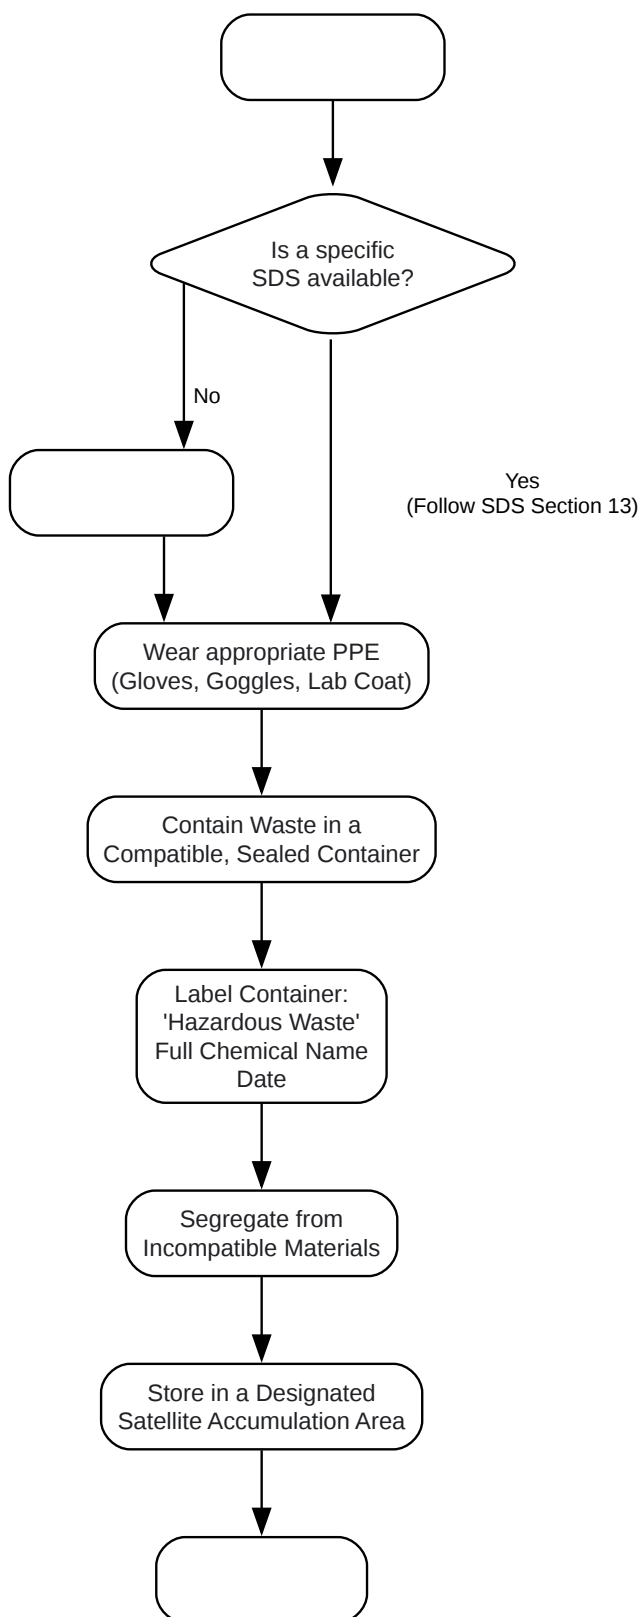 Is a specific
SDS available?
No
Yes
(Follow SDS Section 13)
Wear appropriate PPE
(Gloves, Goggles, Lab Coat)
Contain Waste in a
Compatible, Sealed Container
Label Container:
'Hazardous Waste'
Full Chemical Name
Date
Segregate from
Incompatible Materials
Store in a Designated
Satellite Accumulation Area